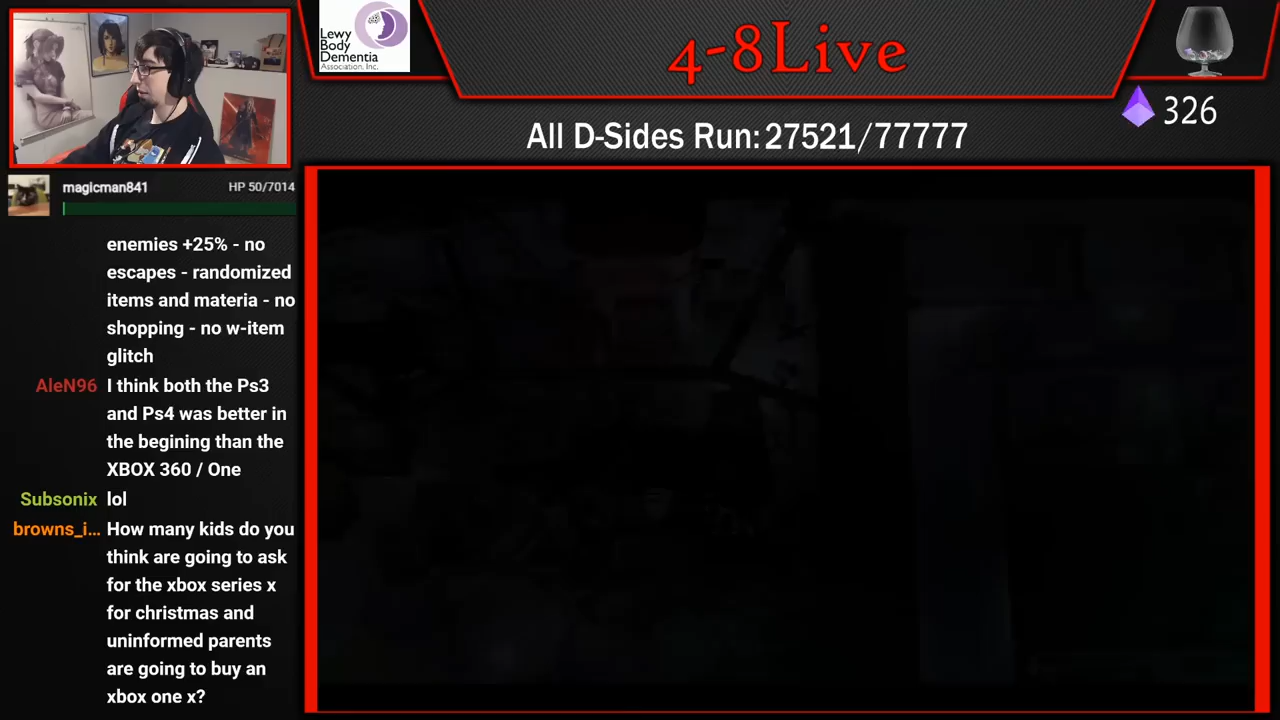 Lewy
Body
Dementia
Association, Inc.
4-8Live
326
All D-Sides Run:27521/77777
magicman841 HP 50/7014
enemies +25% - no
escapes - randomized
items and materia - no
shopping - no w-item
glitch
AleN96 I think both the Ps3
and Ps4 was better in
the begining than the
XBOX 360 / One
Subsonix lol
browns_i... How many kids do you
think are going to ask
for the xbox series x
for christmas and
uninformed parents
are going to buy an
xbox one x?